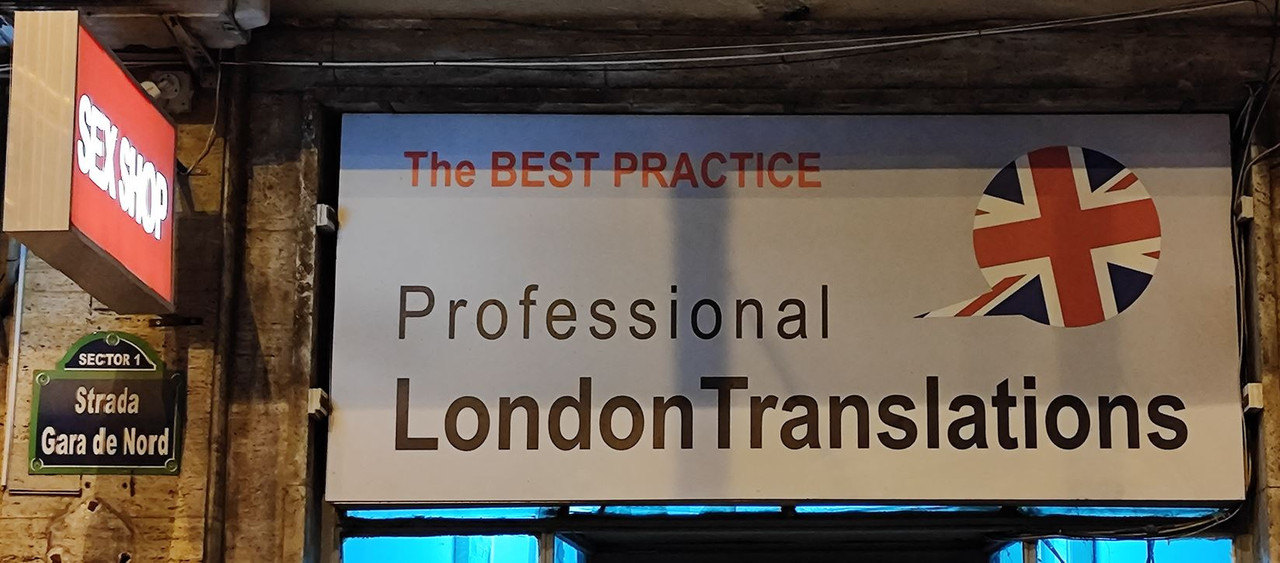 SEX SHOP
SECTOR 1
Strada
Gara de Nord
The BEST PRACTICE
Professional
LondonTranslations